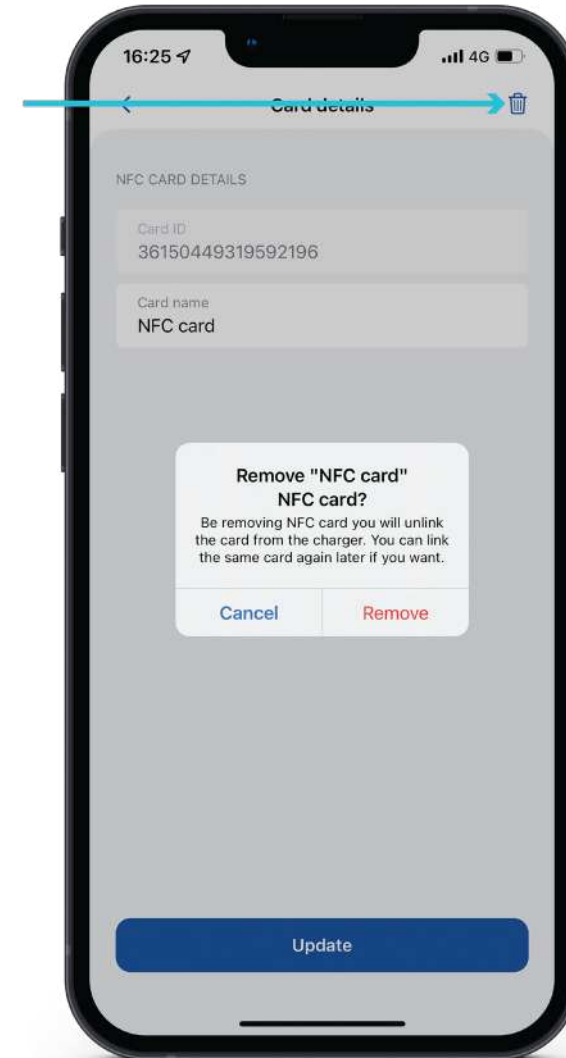 16:25
4G
Card details
NFC CARD DETAILS
Card ID
36150449319592196
Card name
NFC card
Remove "NFC card"
NFC card?
Be removing NFC card you will unlink
the card from the charger. You can link
the same card again later if you want.
Cancel
Remove
Update